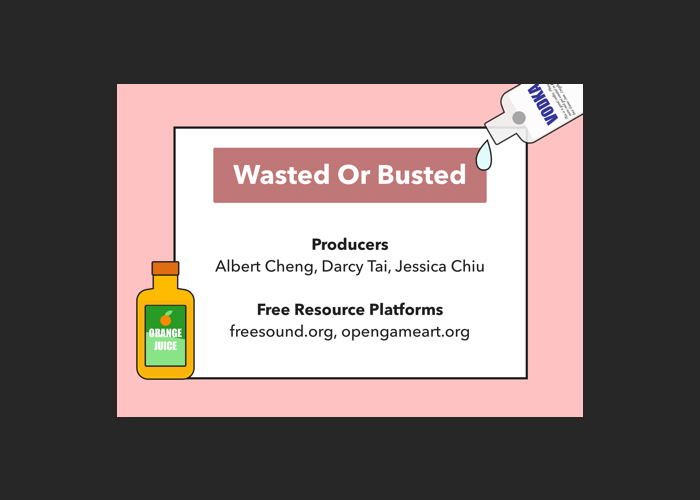 VODKA
Wasted Or Busted
Producers
Albert Cheng, Darcy Tai, Jessica Chiu
Free Resource Platforms
freesound.org, opengameart.org
ORANGE
JUICE